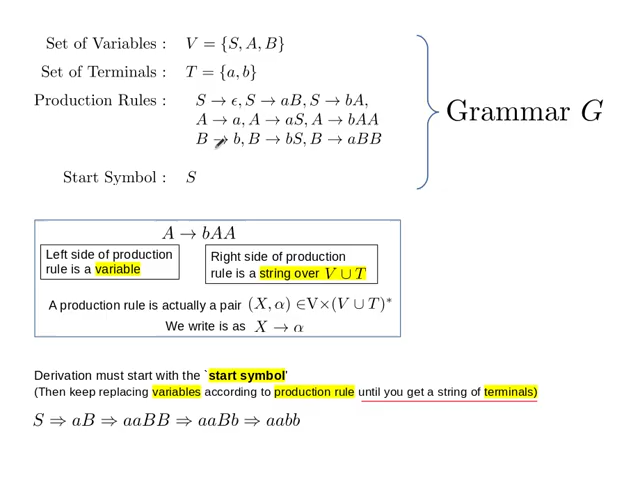 Set of Variables : V = {S, A, B}
Set of Terminals : T = {a, b}
Production Rules : S → ϵ, S → aB, S → bA,
A → a, A → aS, A → bAA
B → b, B → bS, B → aBB
Grammar G
Start Symbol : S
A → bAA
Left side of production
rule is a variable
Right side of production
rule is a string over V ∪ T
A production rule is actually a pair (X, α) ∈V×(V ∪ T)*
We write is as X → α
Derivation must start with the `start symbol'
(Then keep replacing variables according to production rule until you get a string of terminals)
S ⇒ aB ⇒ aaBB ⇒ aaBb ⇒ aabb